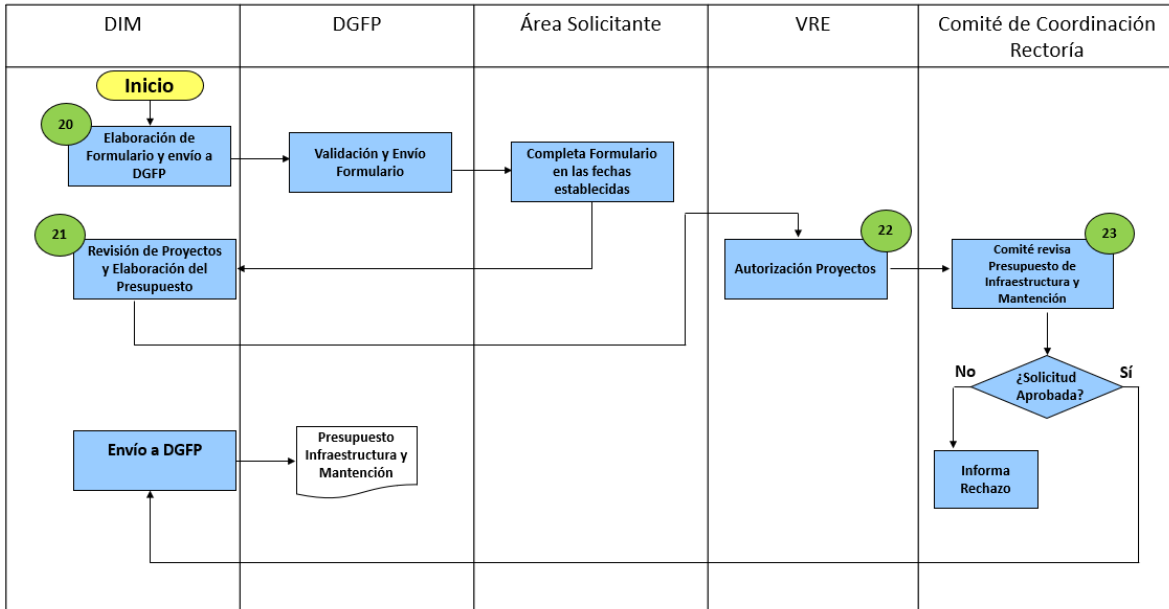 DIM
DGFP
Área Solicitante
VRE
Comité de Coordinación
Rectoría
Inicio
20
Elaboración de
Formulario y envío a
DGFP
Validación y Envío
Formulario
Completa Formulario
en las fechas
establecidas
21
Revisión de Proyectos
y Elaboración del
Presupuesto
22
Autorización Proyectos
23
Comité revisa
Presupuesto de
Infraestructura y
Mantención
No
¿Solicitud
Aprobada?
Sí
Envío a DGFP
Presupuesto
Infraestructura y
Mantención
Informa
Rechazo